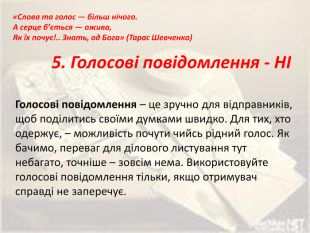 «Слова та голос — більш нічого.
А серце б'ється — ожива,
Як їх почує!.. Знать, од Бога» (Тарас Шевченко)
5. Голосові повідомлення - НІ
Голосові повідомлення – це зручно для відправників,
щоб поділитись своїми думками швидко. Для тих, хто
одержує, – можливість почути чийсь рідний голос. Як
бачимо, переваг для ділового листування тут
небагато, точніше – зовсім нема. Використовуйте
голосові повідомлення тільки, якщо отримувач
справді не заперечує.